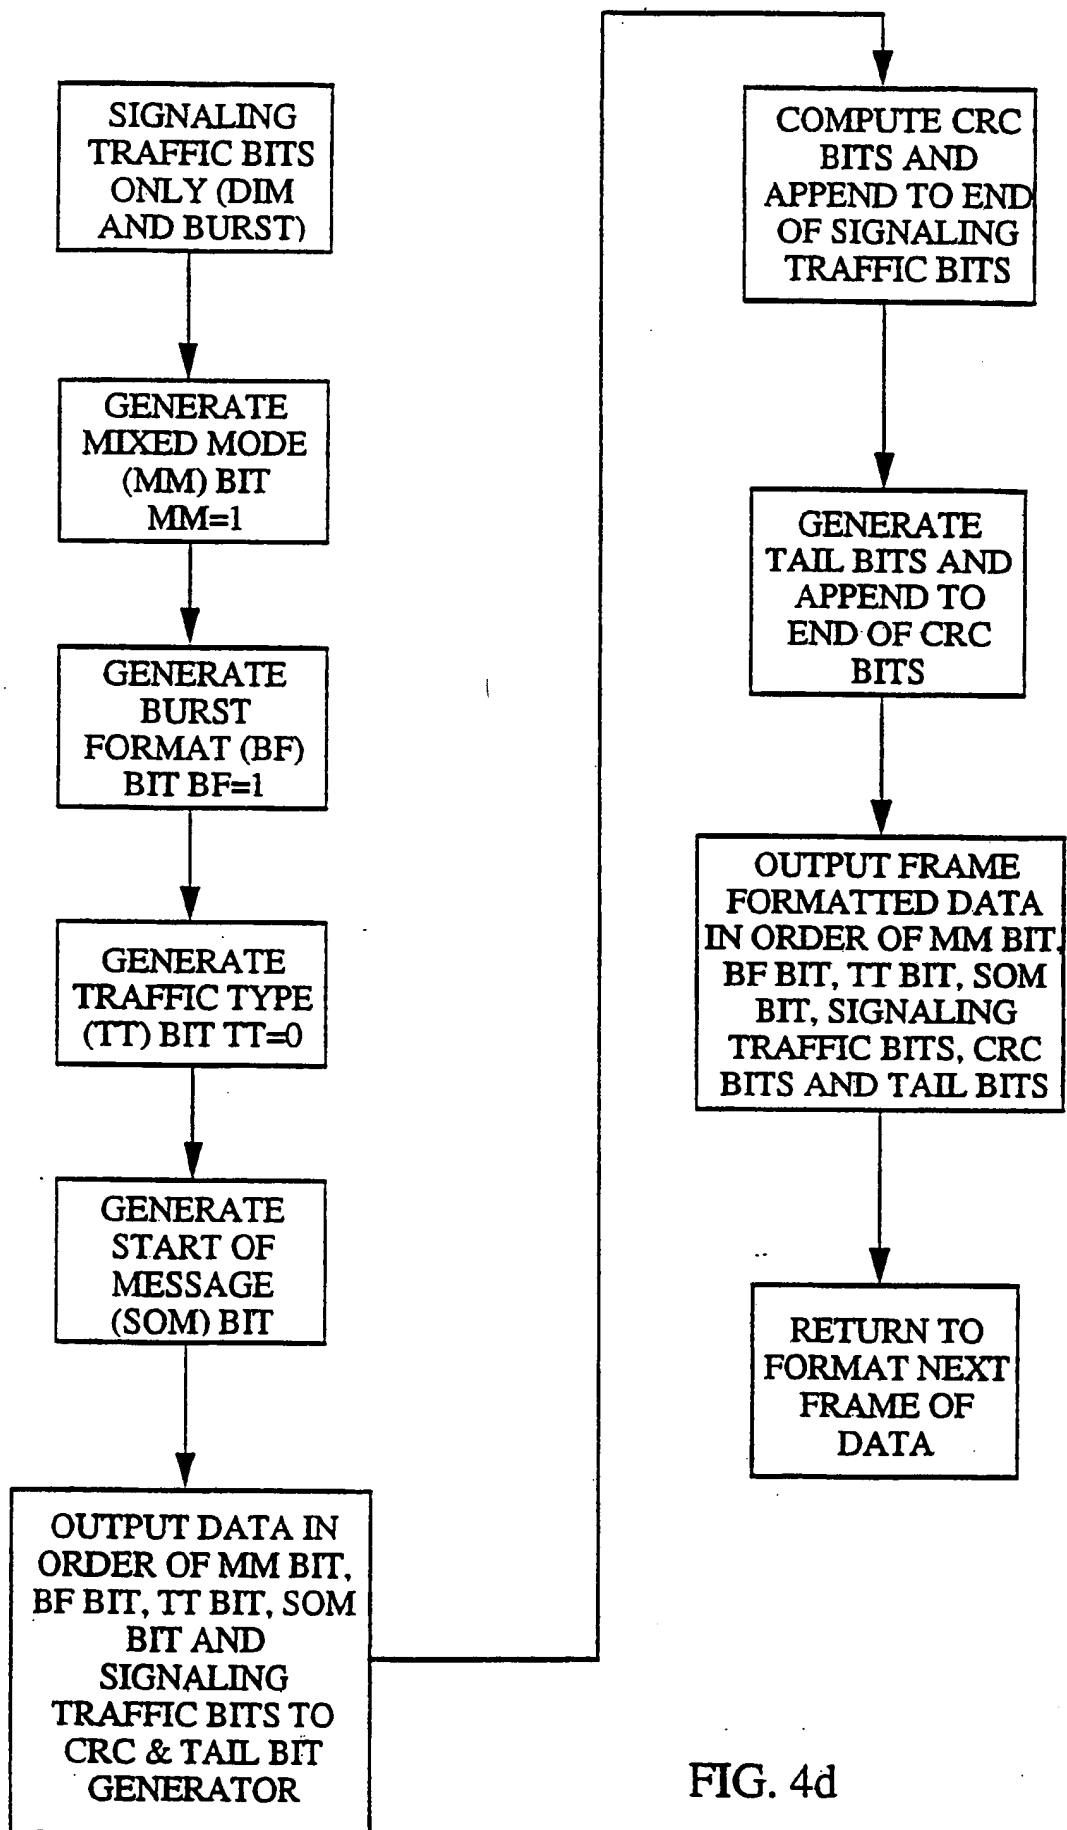 SIGNALING
TRAFFIC BITS
ONLY (DIM
AND BURST)
GENERATE
MIXED MODE
(MM) BIT
MM=1
GENERATE
BURST
FORMAT (BF)
BIT BF=1
GENERATE
TRAFFIC TYPE
(TT) BIT TT=0
GENERATE
START OF
MESSAGE
(SOM) BIT
OUTPUT DATA IN
ORDER OF MM BIT,
BF BIT, TT BIT, SOM
BIT AND
SIGNALING
TRAFFIC BITS TO
CRC & TAIL BIT
GENERATOR
COMPUTE CRC
BITS AND
APPEND TO END
OF SIGNALING
TRAFFIC BITS
GENERATE
TAIL BITS AND
APPEND TO
END OF CRC
BITS
OUTPUT FRAME
FORMATTED DATA
IN ORDER OF MM BIT,
BF BIT, TT BIT, SOM
BIT, SIGNALING
TRAFFIC BITS, CRC
BITS AND TAIL BITS
RETURN TO
FORMAT NEXT
FRAME OF
DATA
FIG. 4d